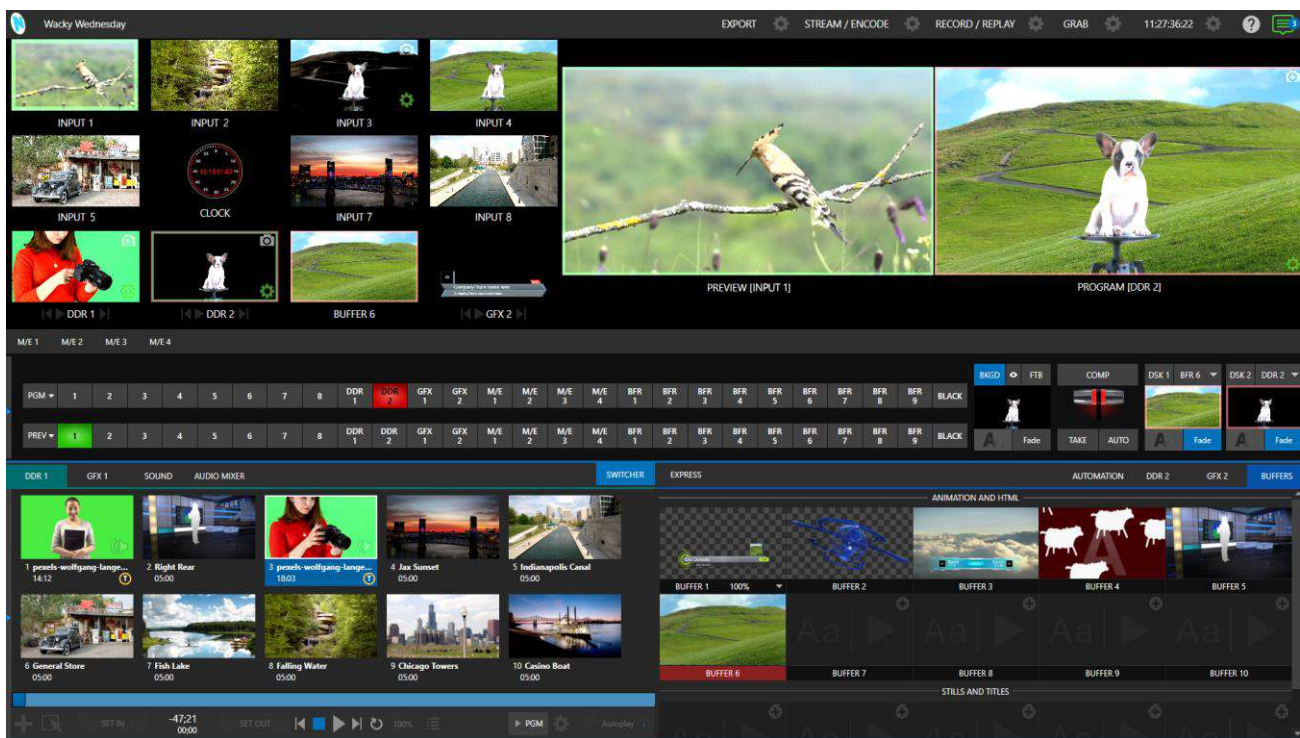 Wacky Wednesday
EXPORT STREAM / ENCODE RECORD / REPLAY GRAB 11:27:36:22 ? 3
INPUT 1 INPUT 2 INPUT 3 INPUT 4
INPUT 5 CLOCK INPUT 7 INPUT 8
DDR 1 DDR 2 BUFFER 6 GFX 2
PREVIEW [INPUT 1] PROGRAM [DDR 2]
M/E 1 M/E 2 M/E 3 M/E 4
BKGD FTB COMP DSK 1 BFR 6 DSK 2 DDR 2
PGM 1 2 3 4 5 6 7 8 DDR 1 DDR 2 GFX 1 GFX 2 M/E 1 M/E 2 M/E 3 M/E 4 BFR 1 BFR 2 BFR 3 BFR 4 BFR 5 BFR 6 BFR 7 BFR 8 BFR 9 BLACK
PREV 1 2 3 4 5 6 7 8 DDR 1 DDR 2 GFX 1 GFX 2 M/E 1 M/E 2 M/E 3 M/E 4 BFR 1 BFR 2 BFR 3 BFR 4 BFR 5 BFR 6 BFR 7 BFR 8 BFR 9 BLACK
A Fade TAKE AUTO A Fade A Fade
DDR 1 GFX 1 SOUND AUDIO MIXER SWITCHER
EXPRESS AUTOMATION DDR 2 GFX 2 BUFFERS
1 pexels-wolfgang-lange... 2 Right Rear 3 pexels-wolfgang-lange... 4 Jax Sunset 5 Indianapolis Canal
14:12 05:00 18:03 05:00 05:00
6 General Store 7 Fish Lake 8 Falling Water 9 Chicago Towers 10 Casino Boat
05:00 05:00 05:00 05:00 05:00
SET IN -47;21 SET OUT 100% PGM Autoplay
00;00
ANIMATION AND HTML
A
BUFFER 1 100% BUFFER 2 BUFFER 3 BUFFER 4 BUFFER 5
Aa Aa Aa Aa
BUFFER 6 BUFFER 7 BUFFER 8 BUFFER 9 BUFFER 10
STILLS AND TITLES